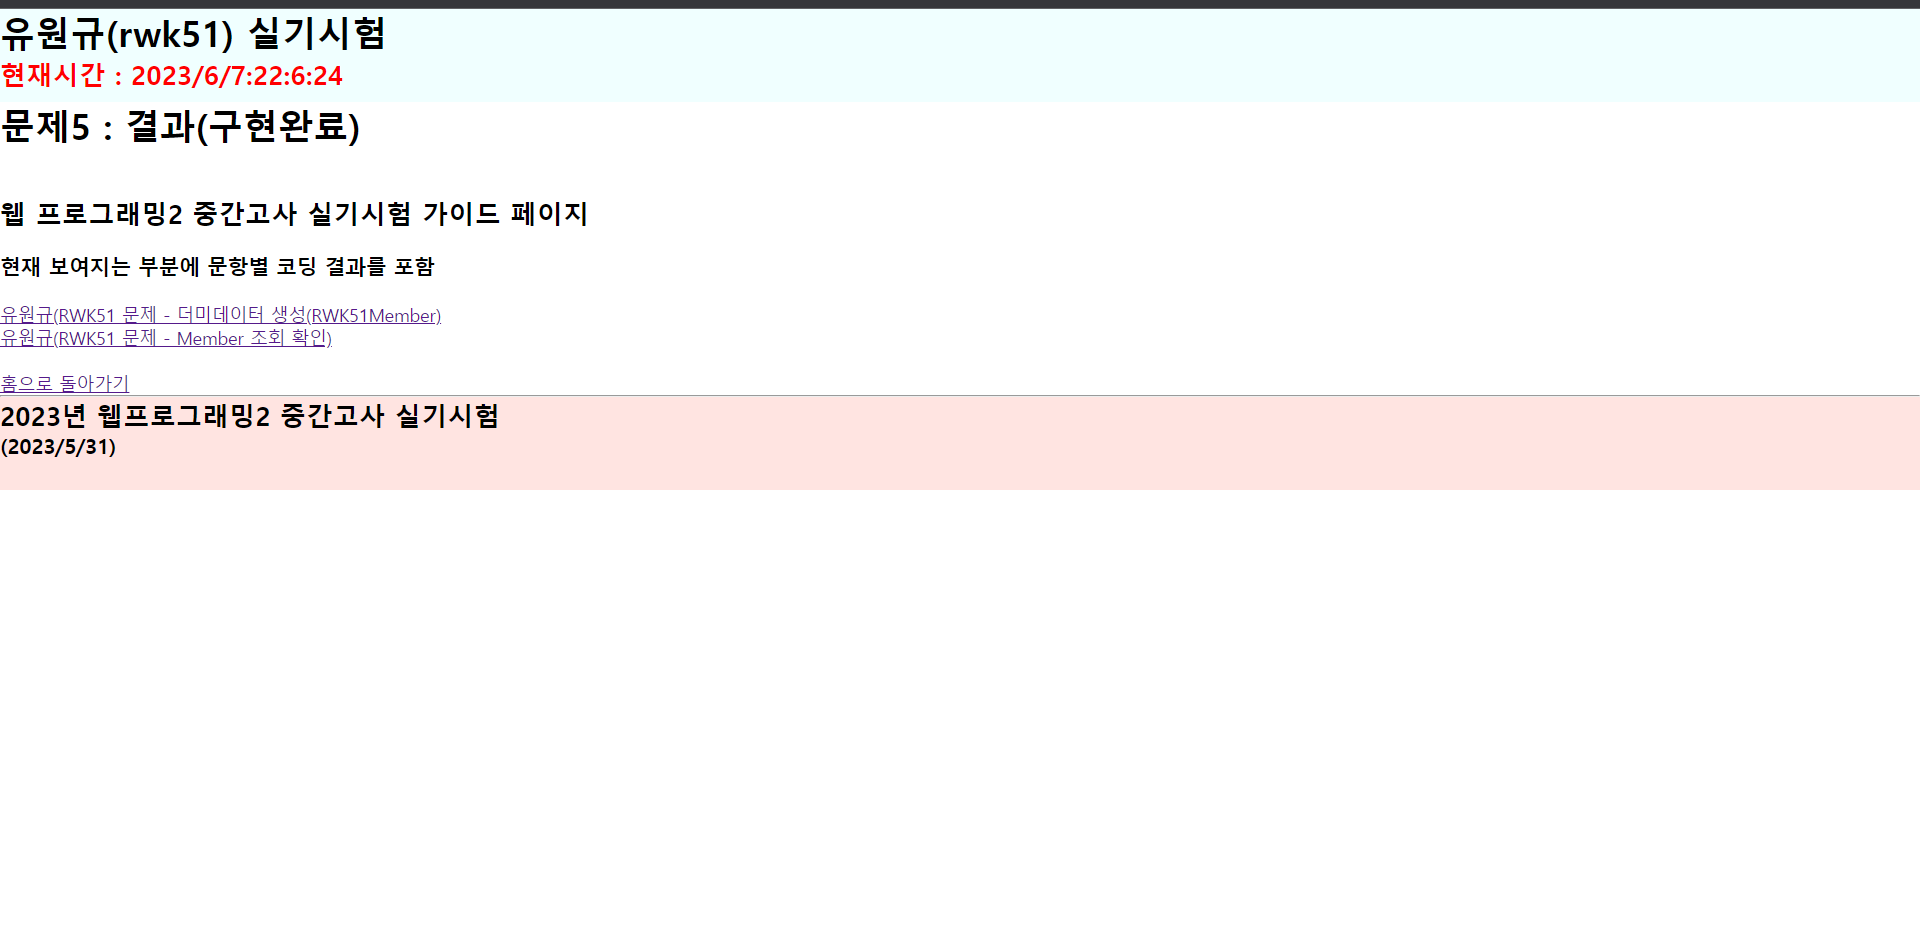 유원규(rwk51) 실기시험
현재시간 : 2023/6/7:22:6:24
문제5 : 결과(구현완료)
웹 프로그래밍2 중간고사 실기시험 가이드 페이지
현재 보여지는 부분에 문항별 코딩 결과를 포함
유원규(RWK51 문제 - 더미데이터 생성(RWK51Member)
유원규(RWK51 문제 - Member 조회 확인)
홈으로 돌아가기
2023년 웹프로그래밍2 중간고사 실기시험
(2023/5/31)